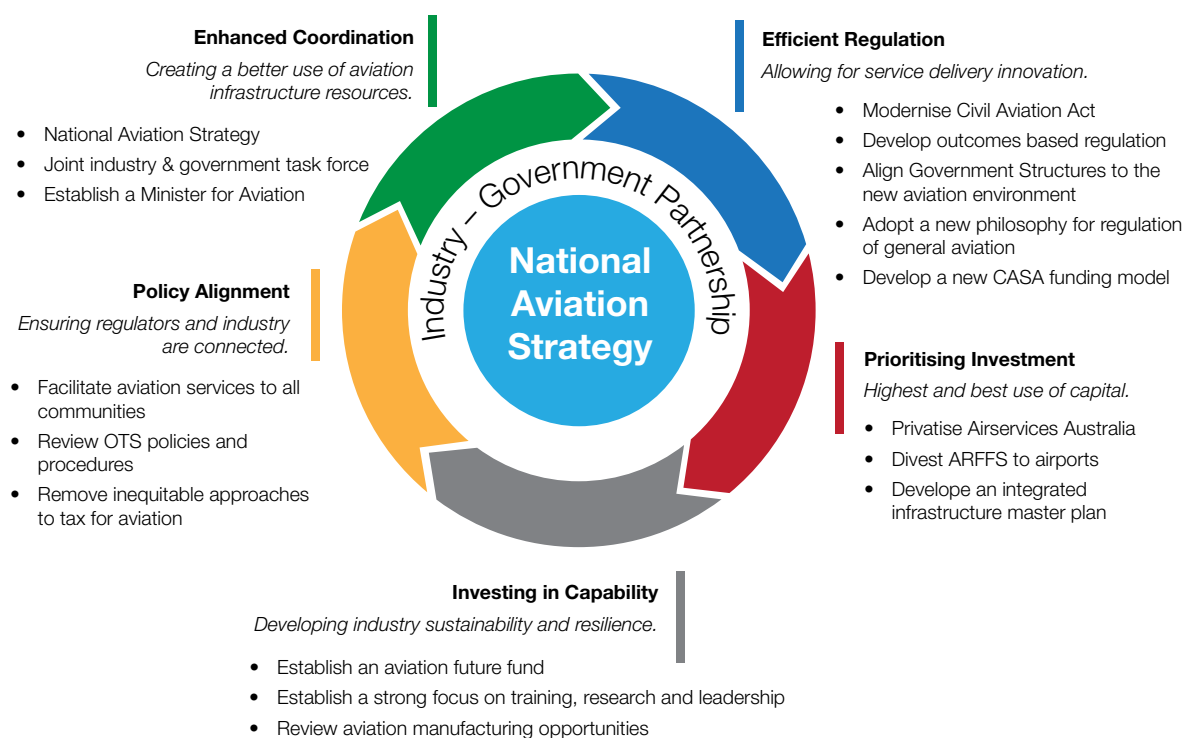 Enhanced Coordination
Creating a better use of aviation
infrastructure resources.
• National Aviation Strategy
• Joint industry & government task force
• Establish a Minister for Aviation
Efficient Regulation
Allowing for service delivery innovation.
• Modernise Civil Aviation Act
• Develop outcomes based regulation
• Align Government Structures to the
new aviation environment
• Adopt a new philosophy for regulation
of general aviation
• Develop a new CASA funding model
Industry – Government Partnership
National
Aviation
Strategy
Policy Alignment
Ensuring regulators and industry
are connected.
• Facilitate aviation services to all
communities
• Review OTS policies and
procedures
• Remove inequitable approaches
to tax for aviation
Prioritising Investment
Highest and best use of capital.
• Privatise Airservices Australia
• Divest ARFFS to airports
• Develope an integrated
infrastructure master plan
Investing in Capability
Developing industry sustainability and resilience.
• Establish an aviation future fund
• Establish a strong focus on training, research and leadership
• Review aviation manufacturing opportunities